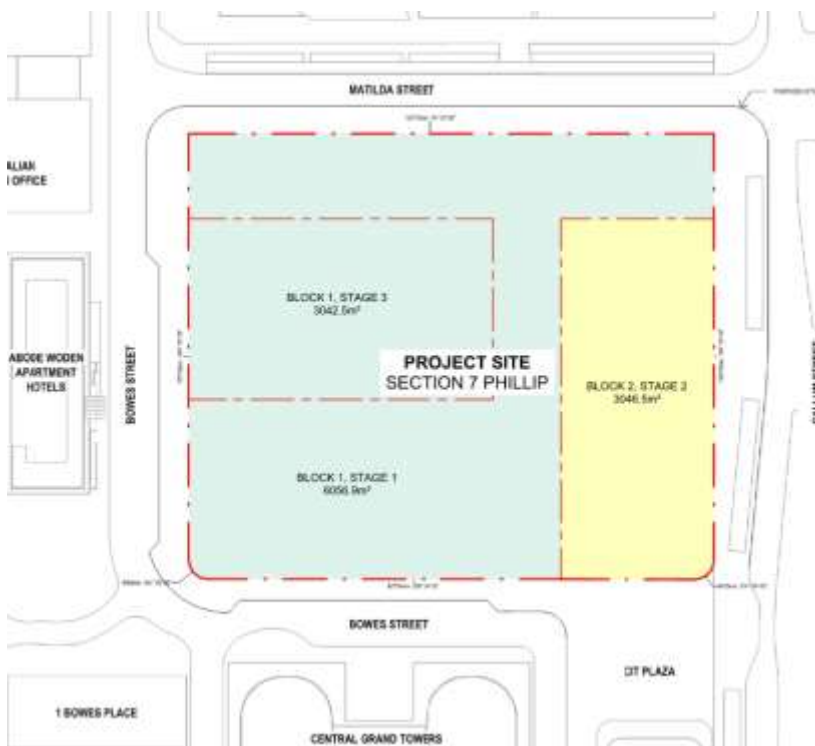 MATILDA STREET
ALIAN
OFFICE
BLOCK 1, STAGE 3
3042.5m²
ABODE WODEN
APARTMENT
HOTELS
BOWES STREET
PROJECT SITE
SECTION 7 PHILLIP
BLOCK 2, STAGE 2
3046.5m²
BLOCK 1, STAGE 1
6056.9m²
BOWES STREET
CIT PLAZA
1 BOWES PLACE
CENTRAL GRAND TOWERS